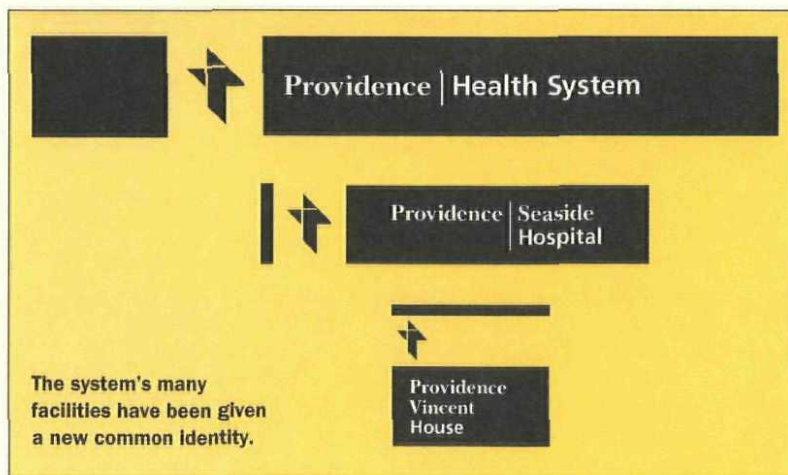 Providence | Health System
Providence | Seaside
Hospital
Providence
Vincent
House
The system's many
facilities have been given
a new common identity.